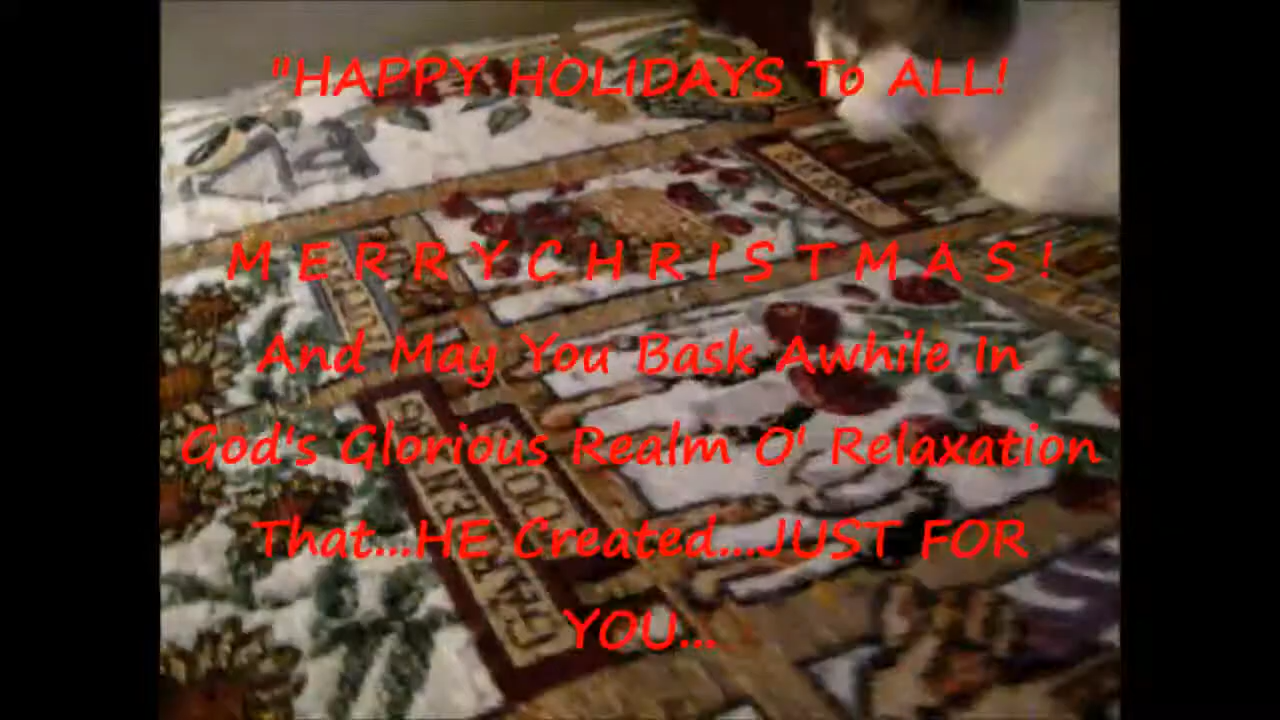 "HAPPY HOLIDAYS To ALL!
M E R R Y C H R I S T M A S !
And May You Bask Awhile In
God's Glorious Realm O' Relaxation
That...HE Created...JUST FOR
YOU...